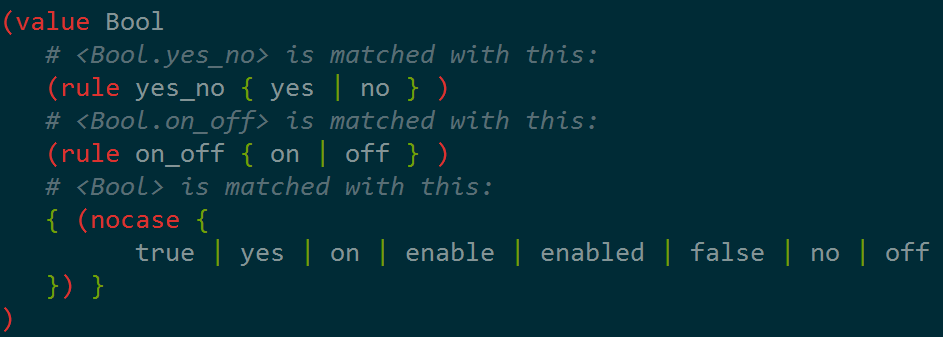 (value Bool
   # <Bool.yes_no> is matched with this:
   (rule yes_no { yes | no } )
   # <Bool.on_off> is matched with this:
   (rule on_off { on | off } )
   # <Bool> is matched with this:
   { (nocase {
         true | yes | on | enable | enabled | false | no | off
   }) }
)